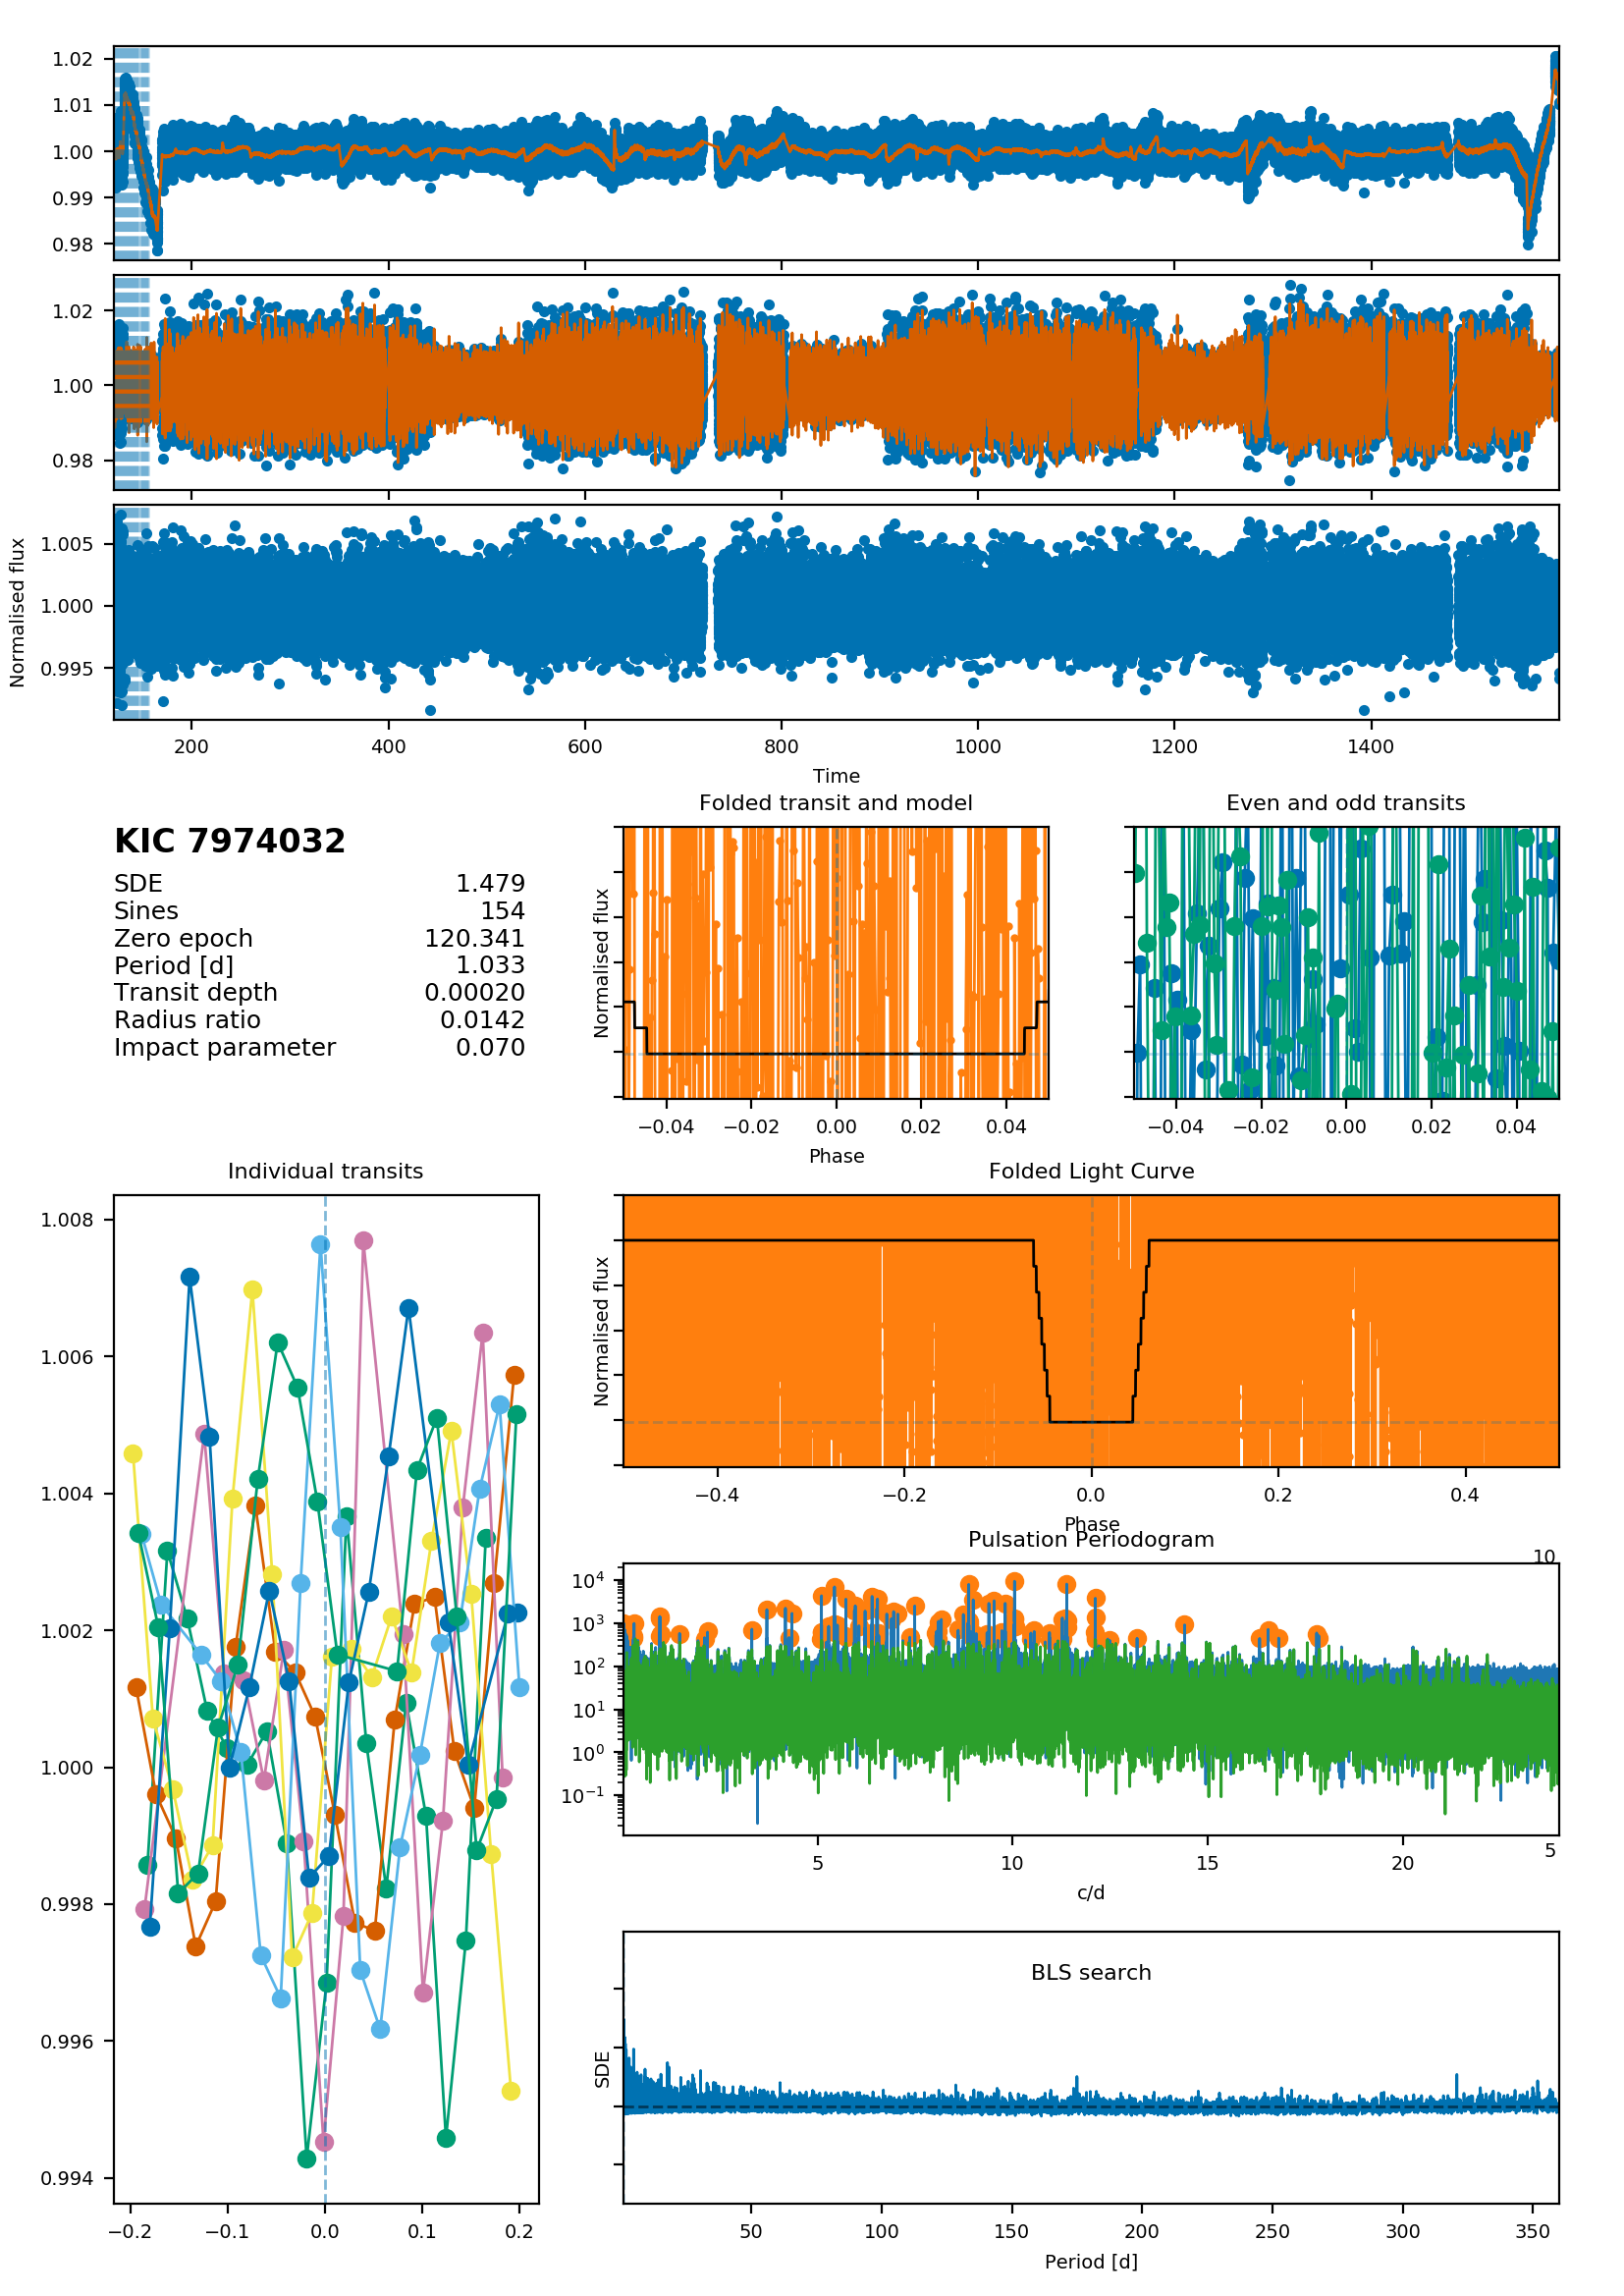 1.02
1.01
1.00
0.99
0.98
1.02
1.00
0.98
1.005
1.000
0.995
Normalised flux
200 400 600 800 1000 1200 1400
Time
KIC 7974032
SDE 1.479
Sines 154
Zero epoch 120.341
Period [d] 1.033
Transit depth 0.00020
Radius ratio 0.0142
Impact parameter 0.070
Folded transit and model
Normalised flux
−0.04 −0.02 0.00 0.02 0.04
Phase
Even and odd transits
−0.04 −0.02 0.00 0.02 0.04
Individual transits
1.008
1.006
1.004
1.002
1.000
0.998
0.996
0.994
−0.2 −0.1 0.0 0.1 0.2
Folded Light Curve
Normalised flux
−0.4 −0.2 0.0 0.2 0.4
Phase
Pulsation Periodogram
10
10⁴
10³
10²
10¹
10⁰
10⁻¹
5 10 15 20
5
c/d
BLS search
SDE
50 100 150 200 250 300 350
Period [d]